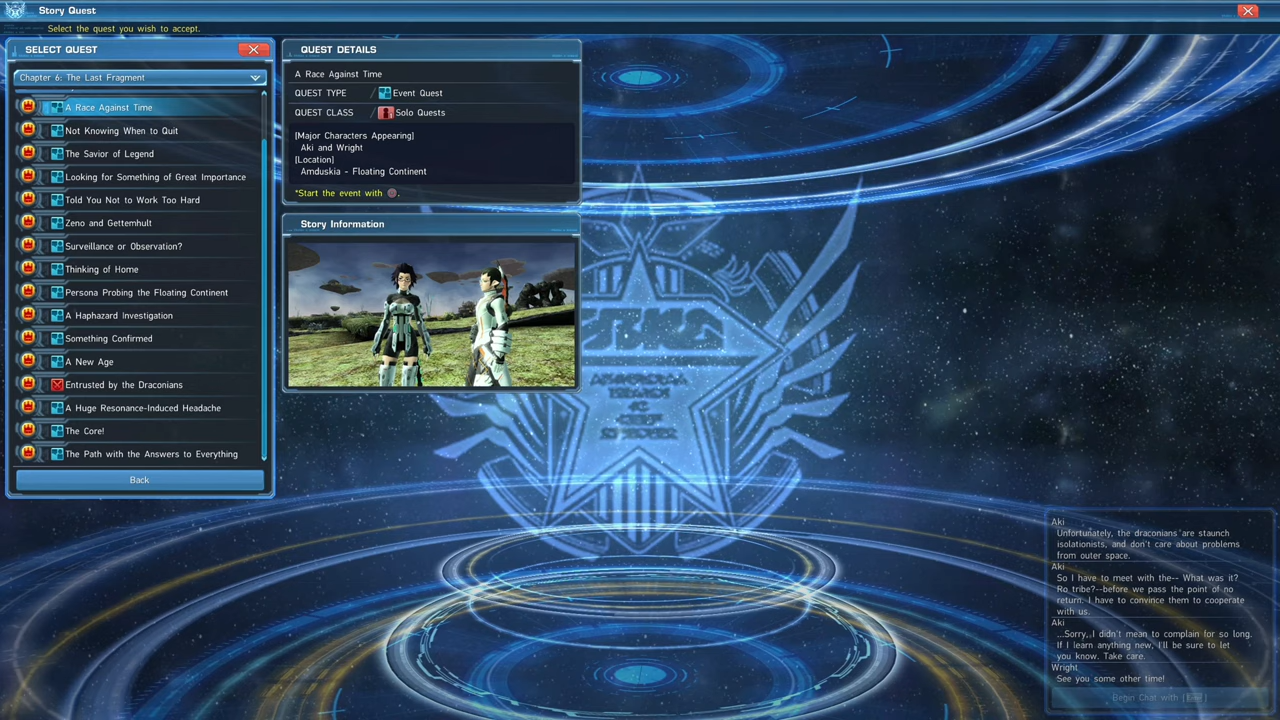 Story Quest
Select the quest you wish to accept.
SELECT QUEST
Chapter 6: The Last Fragment
A Race Against Time
Not Knowing When to Quit
The Savior of Legend
Looking for Something of Great Importance
Told You Not to Work Too Hard
Zeno and Gettemhult
Surveillance or Observation?
Thinking of Home
Persona Probing the Floating Continent
A Haphazard Investigation
Something Confirmed
A New Age
Entrusted by the Draconians
A Huge Resonance-Induced Headache
The Core!
The Path with the Answers to Everything
Back
QUEST DETAILS
A Race Against Time
QUEST TYPE / Event Quest
QUEST CLASS / Solo Quests
[Major Characters Appearing]
Aki and Wright
[Location]
Amduskia - Floating Continent
*Start the event with .
Story Information
Aki
Unfortunately, the draconians are staunch
isolationists, and don't care about problems
from outer space.
Aki
So I have to meet with the-- What was it?
Ro tribe?--before we pass the point of no
return. I have to convince them to cooperate
with us.
Aki
...Sorry, I didn't mean to complain for so long.
If I learn anything new, I'll be sure to let
you know. Take care.
Wright
See you some other time!
Begin Chat with [ ]